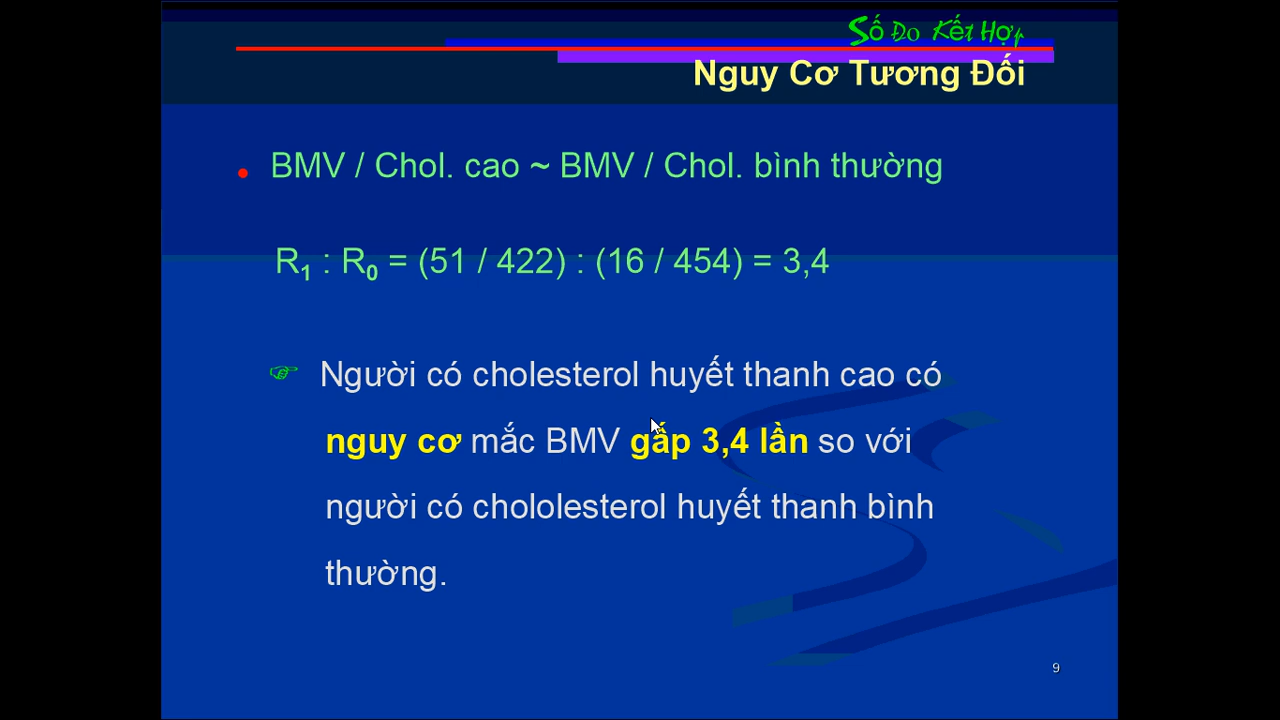 Số Đo Kết Hợp
Nguy Cơ Tương Đối
BMV / Chol. cao ~ BMV / Chol. bình thường
R1 : R0 = (51 / 422) : (16 / 454) = 3,4
Người có cholesterol huyết thanh cao có
nguy cơ mắc BMV gấp 3,4 lần so với
người có chololesterol huyết thanh bình
thường.
9